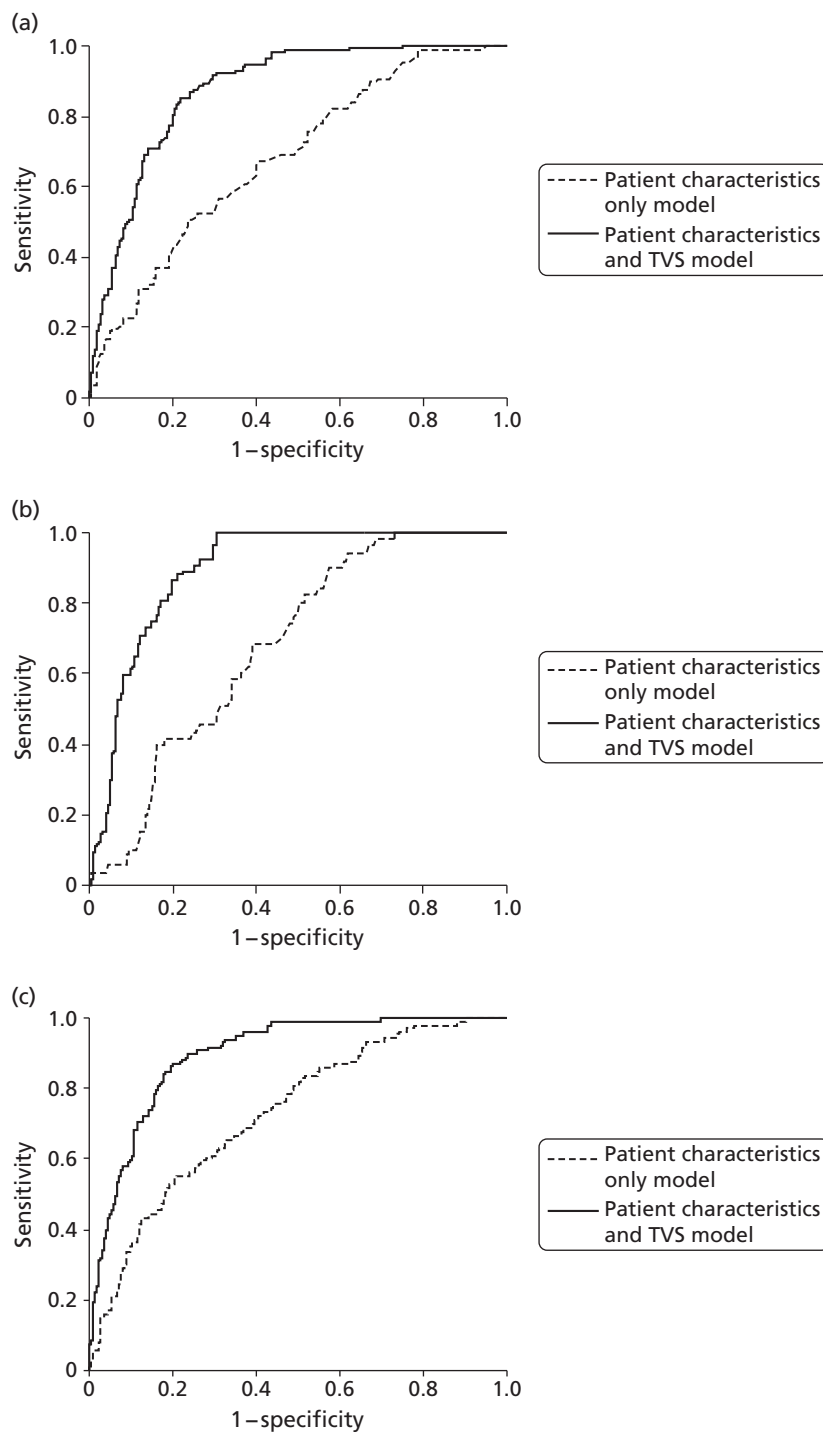 (a)
1.0
0.8
0.6
0.4
0.2
0
Sensitivity
0 0.2 0.4 0.6 0.8 1.0
1–specificity
Patient characteristics
only model
Patient characteristics
and TVS model
(b)
1.0
0.8
0.6
0.4
0.2
0
Sensitivity
0 0.2 0.4 0.6 0.8 1.0
1–specificity
Patient characteristics
only model
Patient characteristics
and TVS model
(c)
1.0
0.8
0.6
0.4
0.2
0
Sensitivity
0 0.2 0.4 0.6 0.8 1.0
1–specificity
Patient characteristics
only model
Patient characteristics
and TVS model